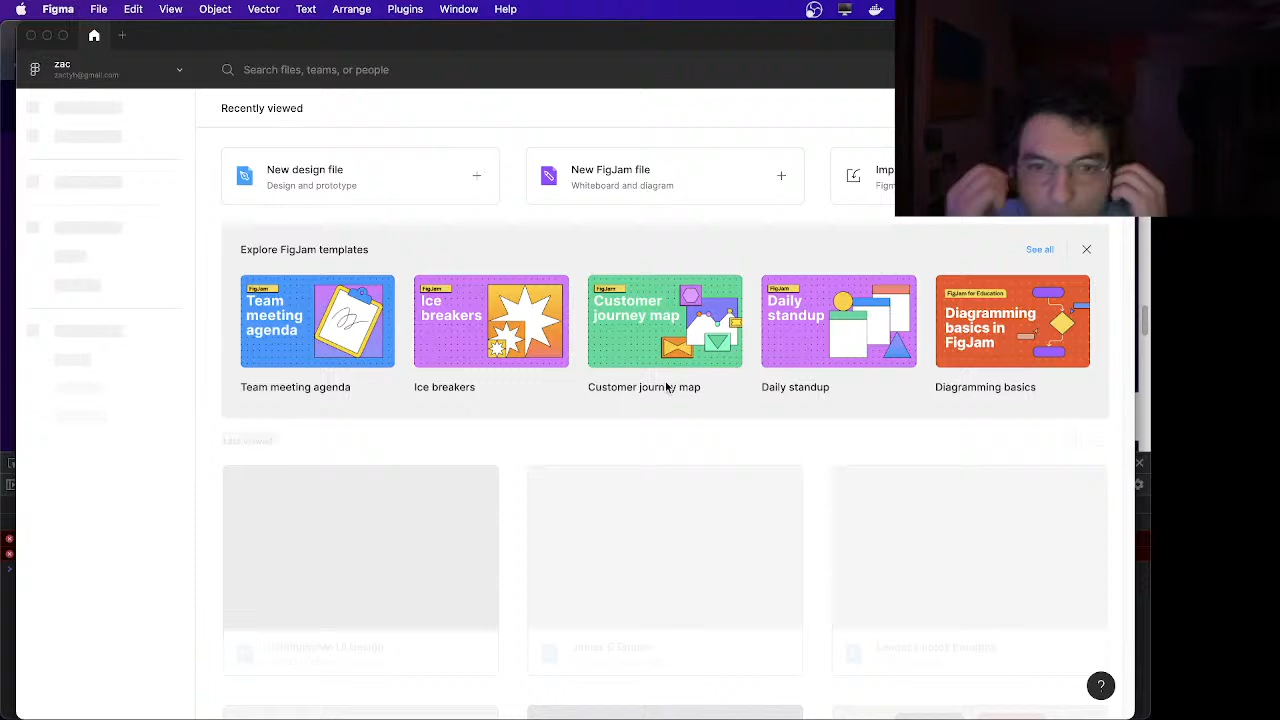 Figma File Edit View Object Vector Text Arrange Plugins Window Help
zac
zactyh@gmail.com
Search files, teams, or people
Recently viewed
New design file
Design and prototype
New FigJam file
Whiteboard and diagram
Imp
Figm
Explore FigJam templates
See all
FigJam
Team meeting agenda
FigJam
Ice breakers
FigJam
Customer journey map
FigJam
Daily standup
FigJam for Education
Diagramming basics in FigJam
Team meeting agenda
Ice breakers
Customer journey map
Daily standup
Diagramming basics
Last viewed
?